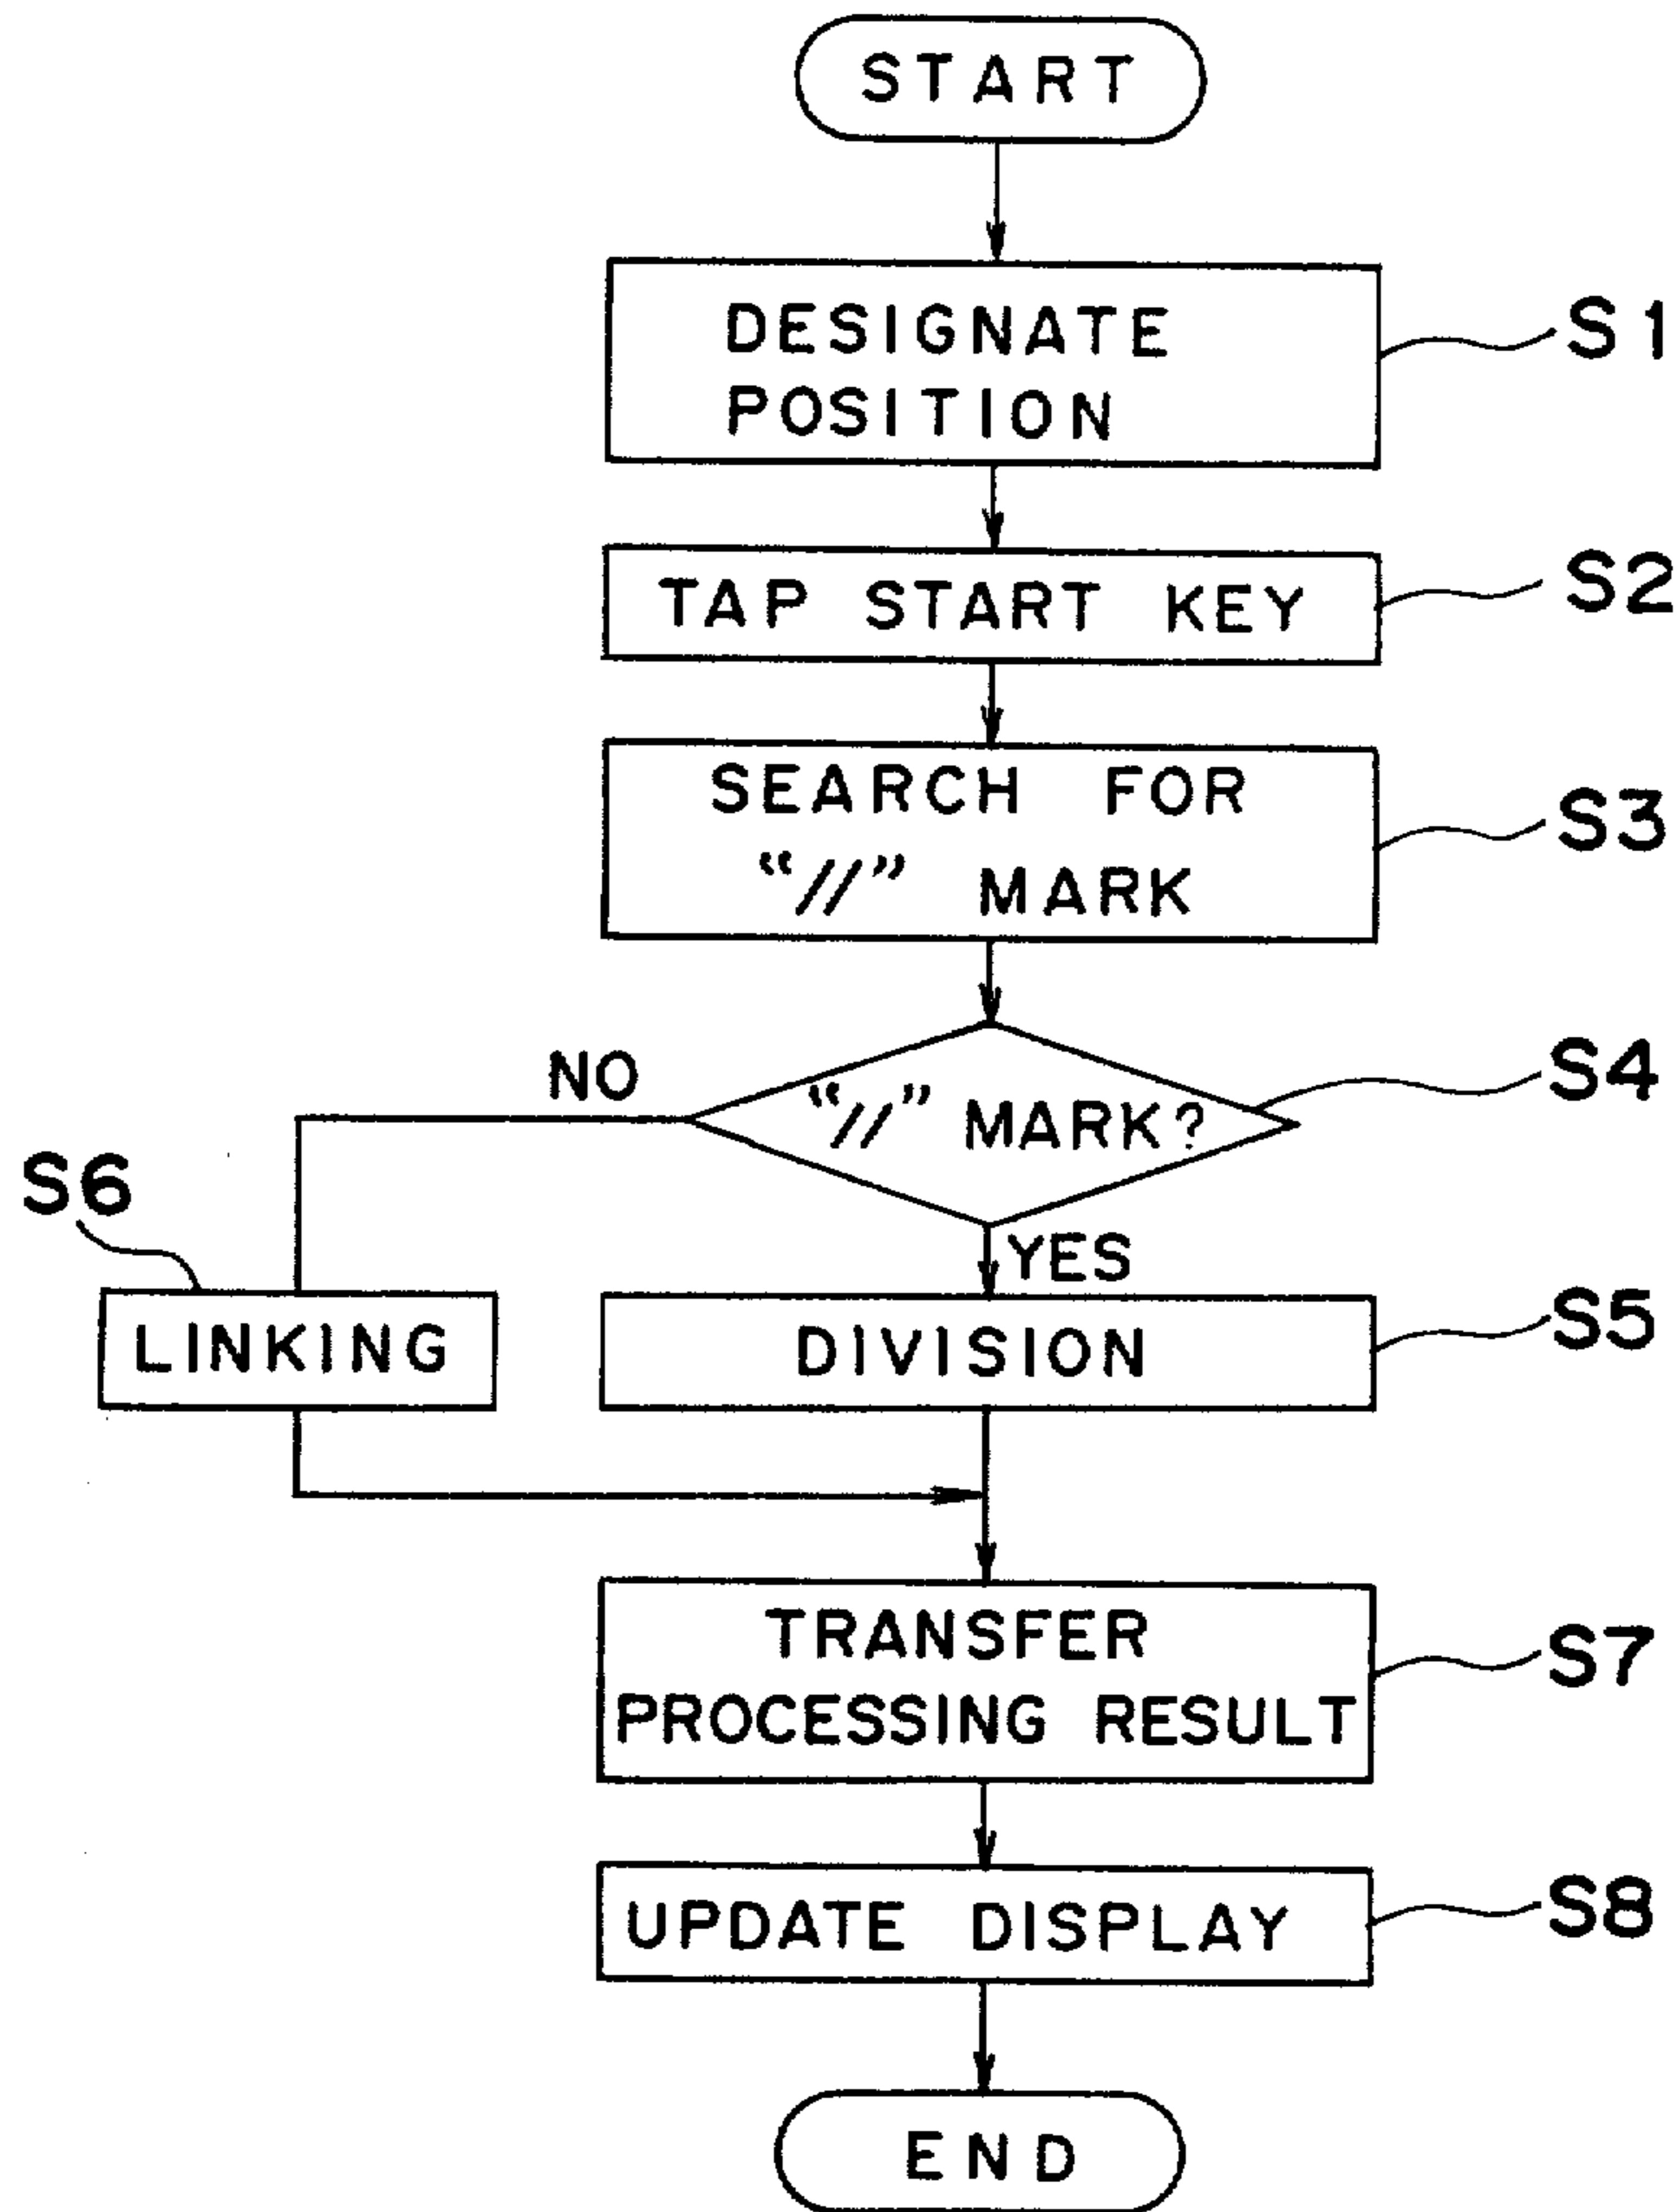 START
DESIGNATE
POSITION
S1
TAP START KEY
S2
SEARCH FOR
“//” MARK
S3
NO
“//” MARK?
S4
S6
YES
LINKING
DIVISION
S5
TRANSFER
PROCESSING RESULT
S7
UPDATE DISPLAY
S8
END